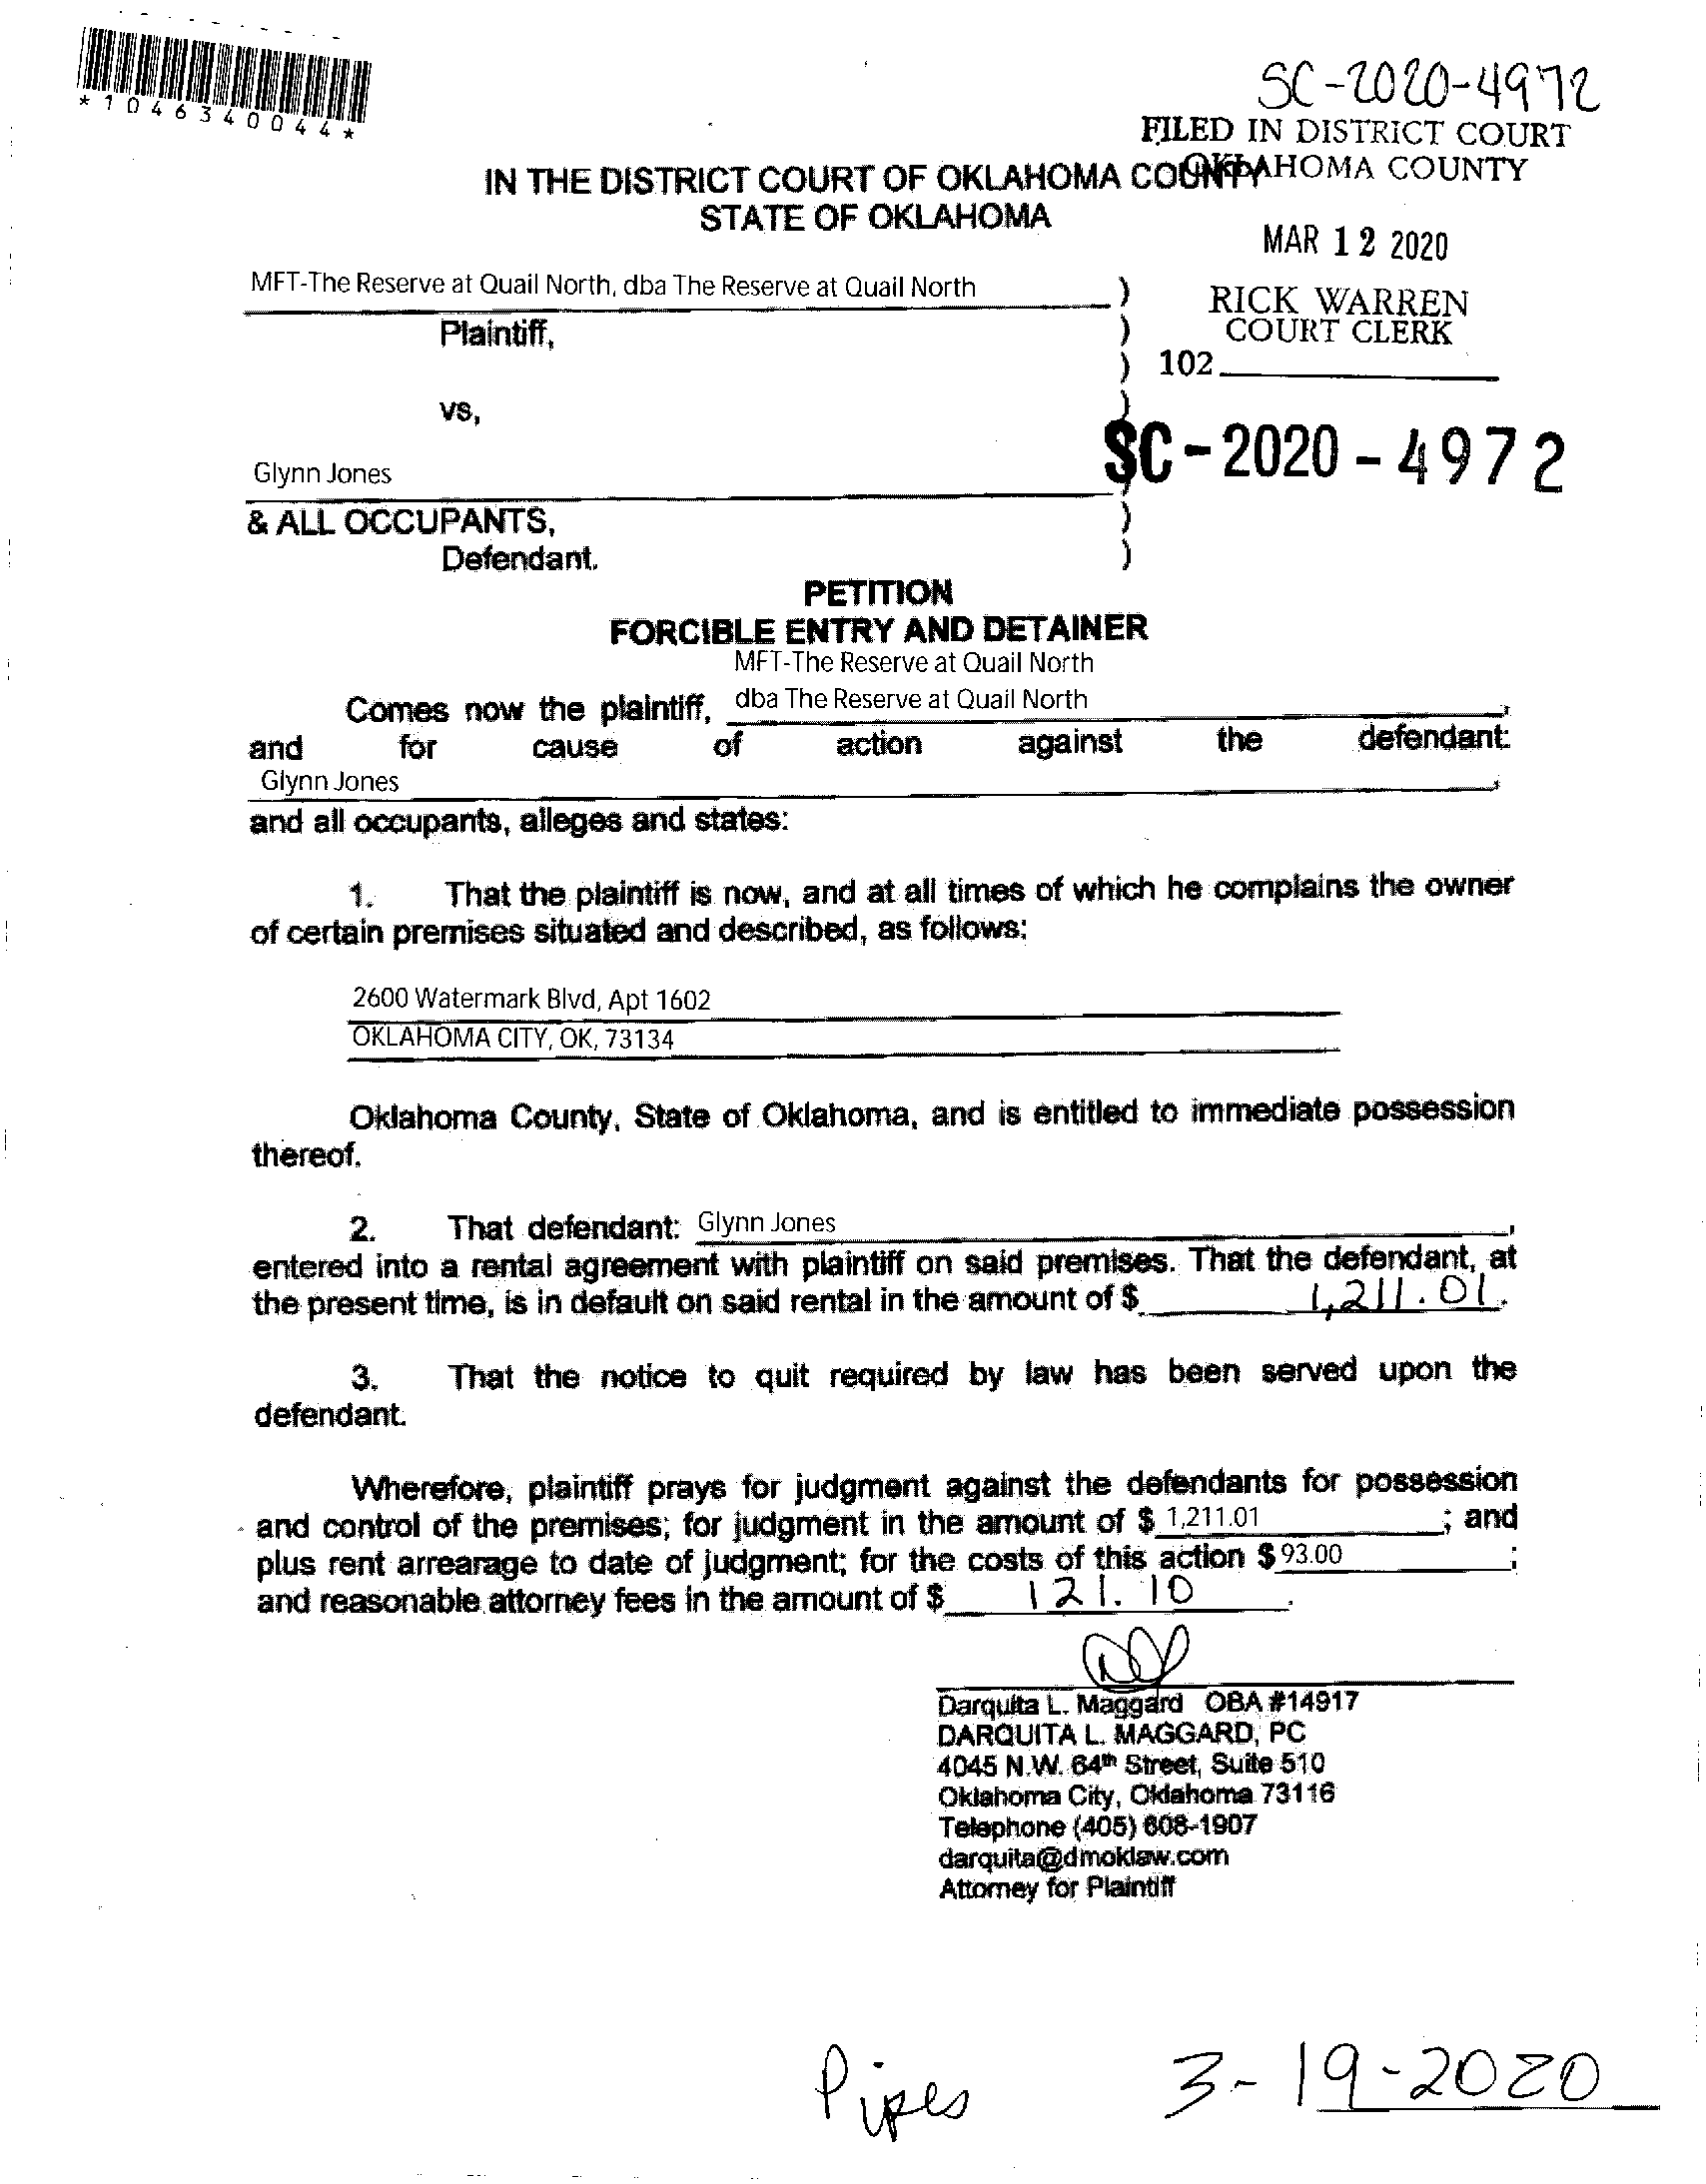 *1046340044*
SC-2020-4972
FILED IN DISTRICT COURT
OKLAHOMA COUNTY
IN THE DISTRICT COURT OF OKLAHOMA COUNTY
STATE OF OKLAHOMA
MAR 12 2020
MFT-The Reserve at Quail North, dba The Reserve at Quail North )
RICK WARREN
Plaintiff, )
COURT CLERK
) 102
vs, )
SC-2020-4972
Glynn Jones )
& ALL OCCUPANTS, )
Defendant. )
PETITION
FORCIBLE ENTRY AND DETAINER
MFT-The Reserve at Quail North
Comes now the plaintiff, dba The Reserve at Quail North,
and for cause of action against the defendant:
Glynn Jones,
and all occupants, alleges and states:
1. That the plaintiff is now, and at all times of which he complains the owner
of certain premises situated and described, as follows:
2600 Watermark Blvd, Apt 1602
OKLAHOMA CITY, OK, 73134
Oklahoma County, State of Oklahoma, and is entitled to immediate possession
thereof.
2. That defendant: Glynn Jones,
entered into a rental agreement with plaintiff on said premises. That the defendant, at
the present time, is in default on said rental in the amount of $ 1,211.01.
3. That the notice to quit required by law has been served upon the
defendant.
Wherefore, plaintiff prays for judgment against the defendants for possession
and control of the premises; for judgment in the amount of $ 1,211.01 ; and
plus rent arrearage to date of judgment; for the costs of this action $ 93.00 ;
and reasonable attorney fees in the amount of $ 121.10.
Darquita L. Maggard OBA #14917
DARQUITA L. MAGGARD, PC
4045 N.W. 64th Street, Suite 510
Oklahoma City, Oklahoma 73116
Telephone (405) 608-1907
darquita@dmoklaw.com
Attorney for Plaintiff
Pipes 3-19-2020